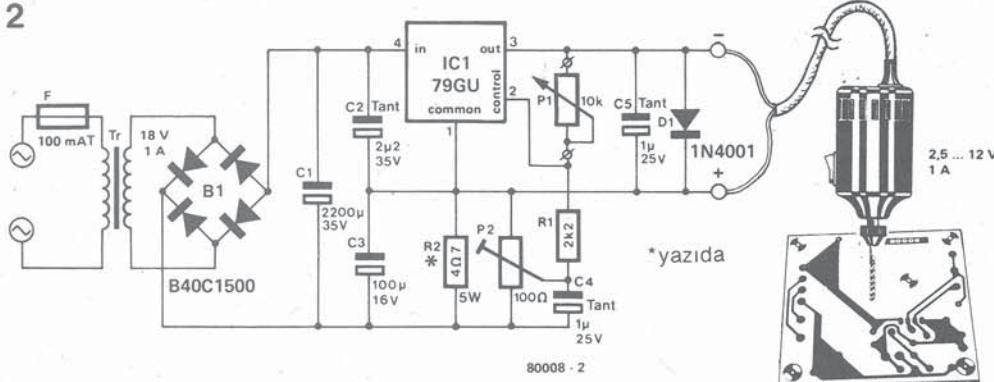 2
F
100 mAT
Tr
18 V
1 A
B1
B40C1500
C1
2200µ
35V
C2 Tant
2µ2
35V
C3
100µ
16V
4 in out 3
IC1
79GU
common
control
2
1
R2
*
4Ω7
5W
P2
100Ω
P1
10k
R1
2k2
C4
Tant
1µ
25V
C5 Tant
1µ
25V
D1
1N4001
−
+
*yazıda
2,5 ... 12 V
1 A
80008 - 2